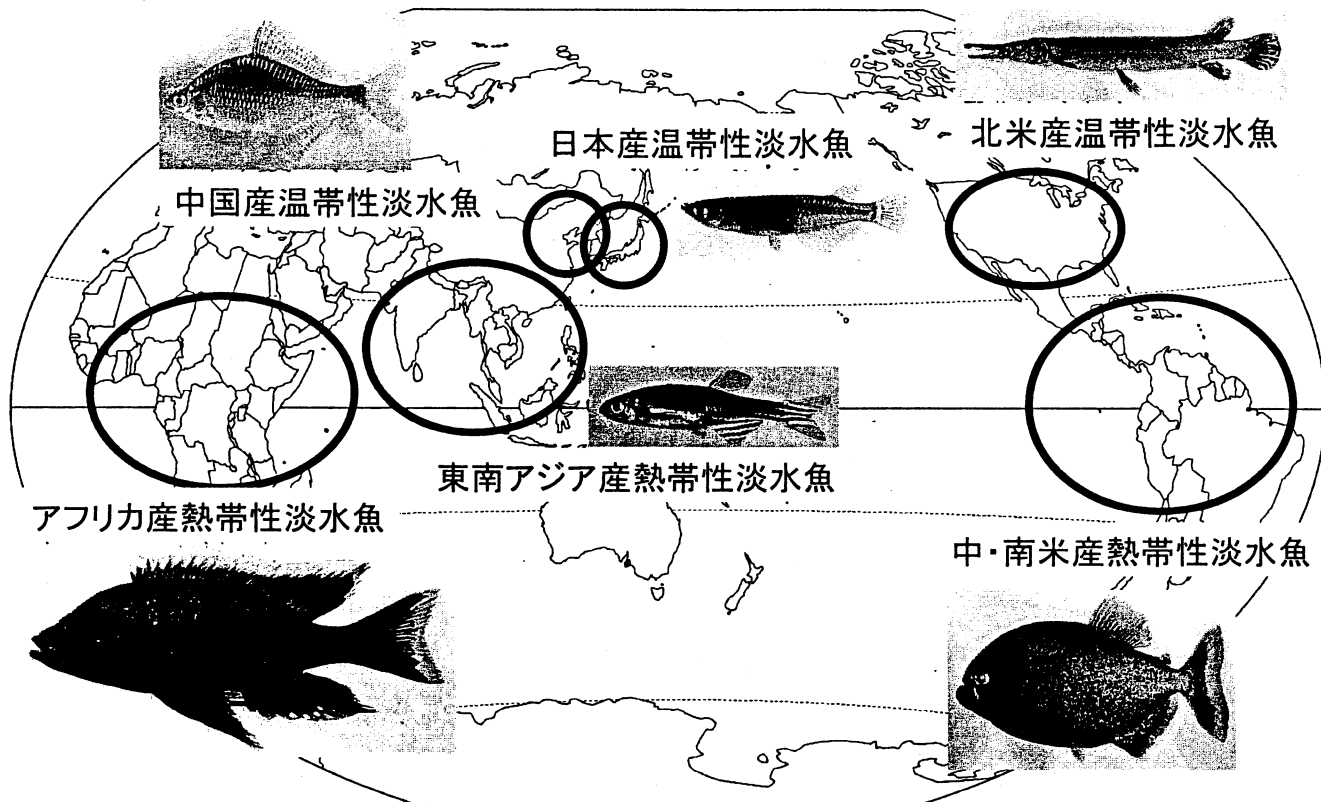 日本産温帯性淡水魚
北米産温帯性淡水魚
中国産温帯性淡水魚
東南アジア産熱帯性淡水魚
アフリカ産熱帯性淡水魚
中・南米産熱帯性淡水魚